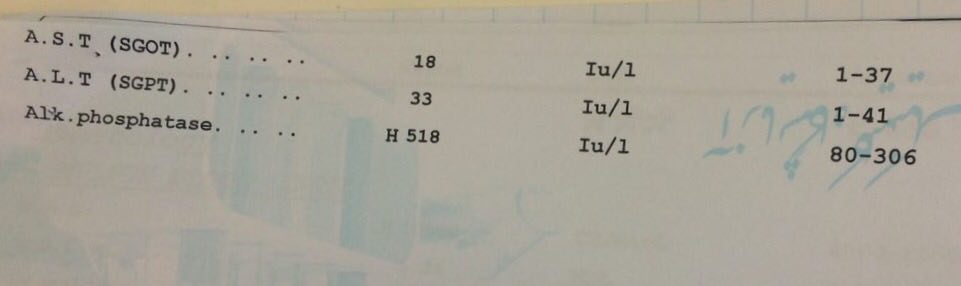 A.S.T (SGOT). .. .. .. 18 Iu/l 1-37
A.L.T (SGPT). .. .. .. 33 Iu/l 1-41
Alk.phosphatase. .. .. H 518 Iu/l 80-306